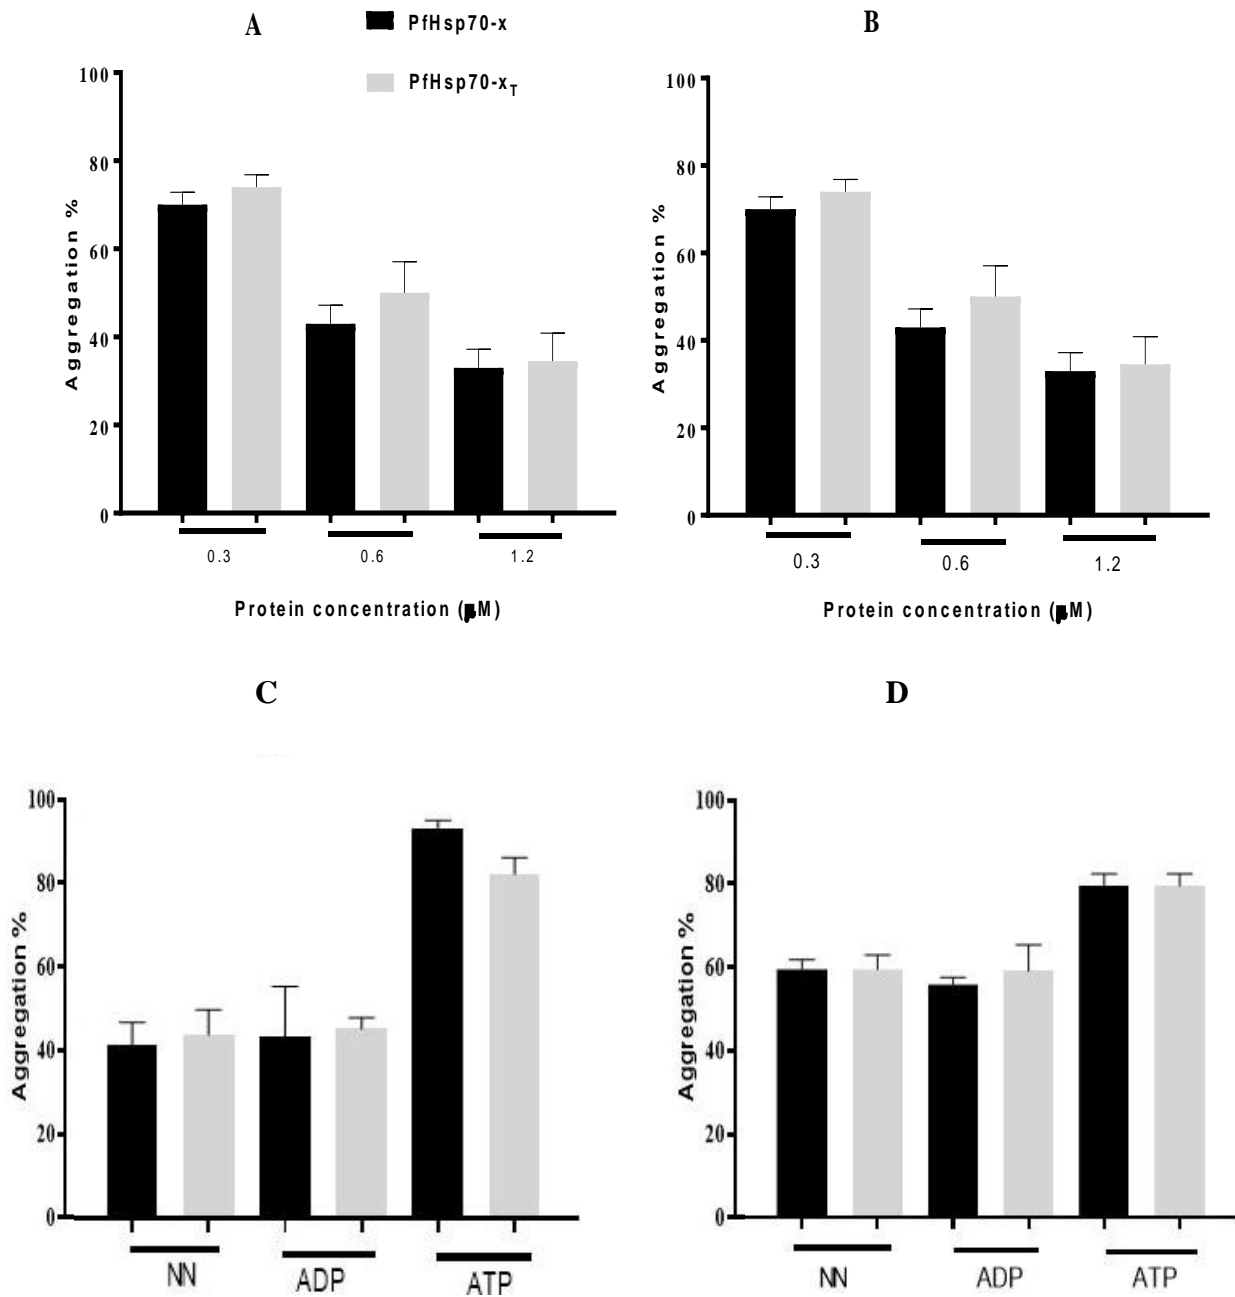 A
PfHsp70-x
PfHsp70-xT
B
Aggregation %
100
80
60
40
20
0
0.3
0.6
1.2
Protein concentration (μM)
Aggregation %
100
80
60
40
20
0
0.3
0.6
1.2
Protein concentration (μM)
C
D
Aggregation %
100
80
60
40
20
0
NN
ADP
ATP
Aggregation %
100
80
60
40
20
0
NN
ADP
ATP